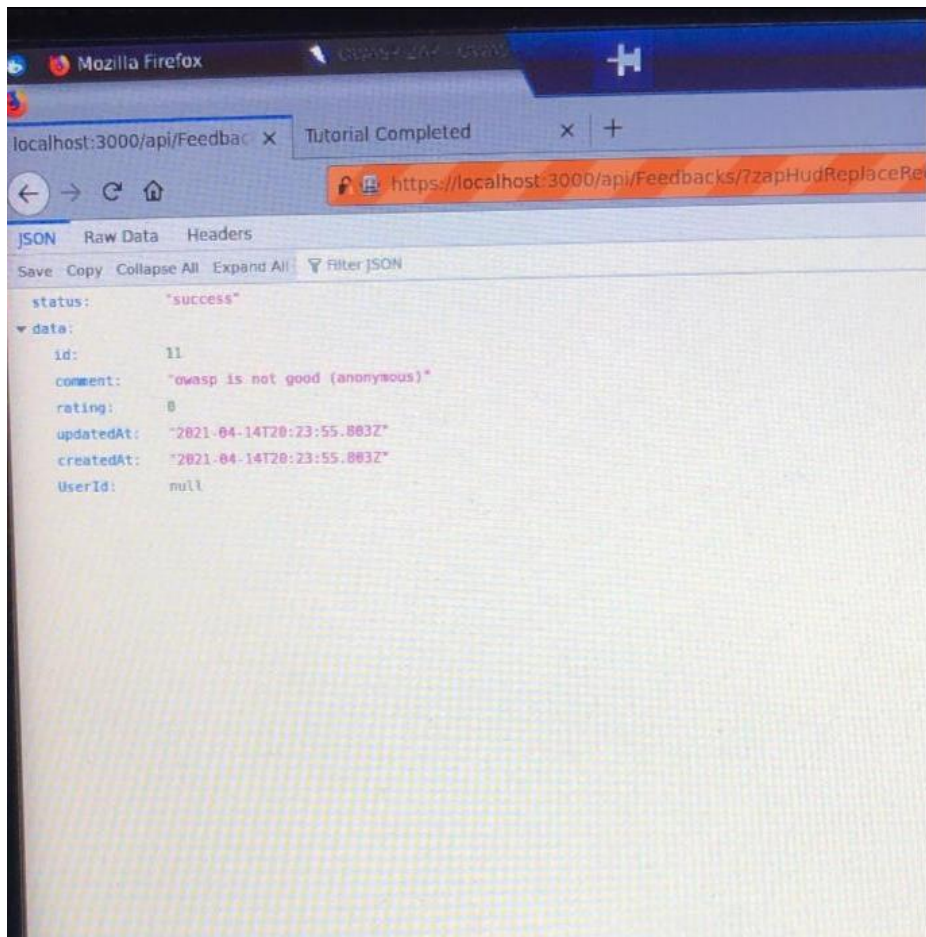 Mozilla Firefox
localhost:3000/api/Feedbac
Tutorial Completed
https://localhost:3000/api/Feedbacks/?zapHudReplaceRe
JSON Raw Data Headers
Save Copy Collapse All Expand All Filter JSON
status: "success"
data:
id: 11
comment: "owasp is not good (anonymous)"
rating: 0
updatedAt: "2021-04-14T20:23:55.803Z"
createdAt: "2021-04-14T20:23:55.803Z"
UserId: null